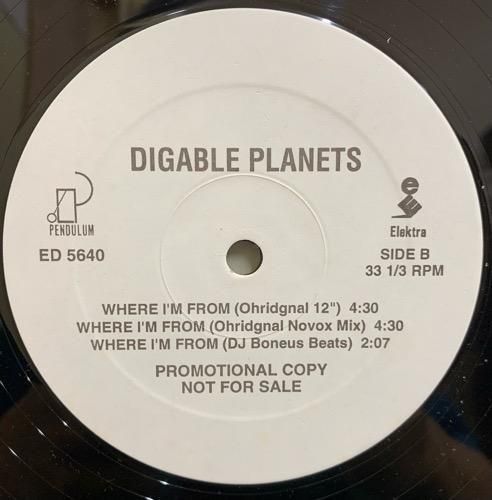 DIGABLE PLANETS
PENDULUM
Elektra
ED 5640
SIDE B
33 1/3 RPM
WHERE I'M FROM (Ohridgnal 12") 4:30
WHERE I'M FROM (Ohridgnal Novox Mix) 4:30
WHERE I'M FROM (DJ Boneus Beats) 2:07
PROMOTIONAL COPY
NOT FOR SALE